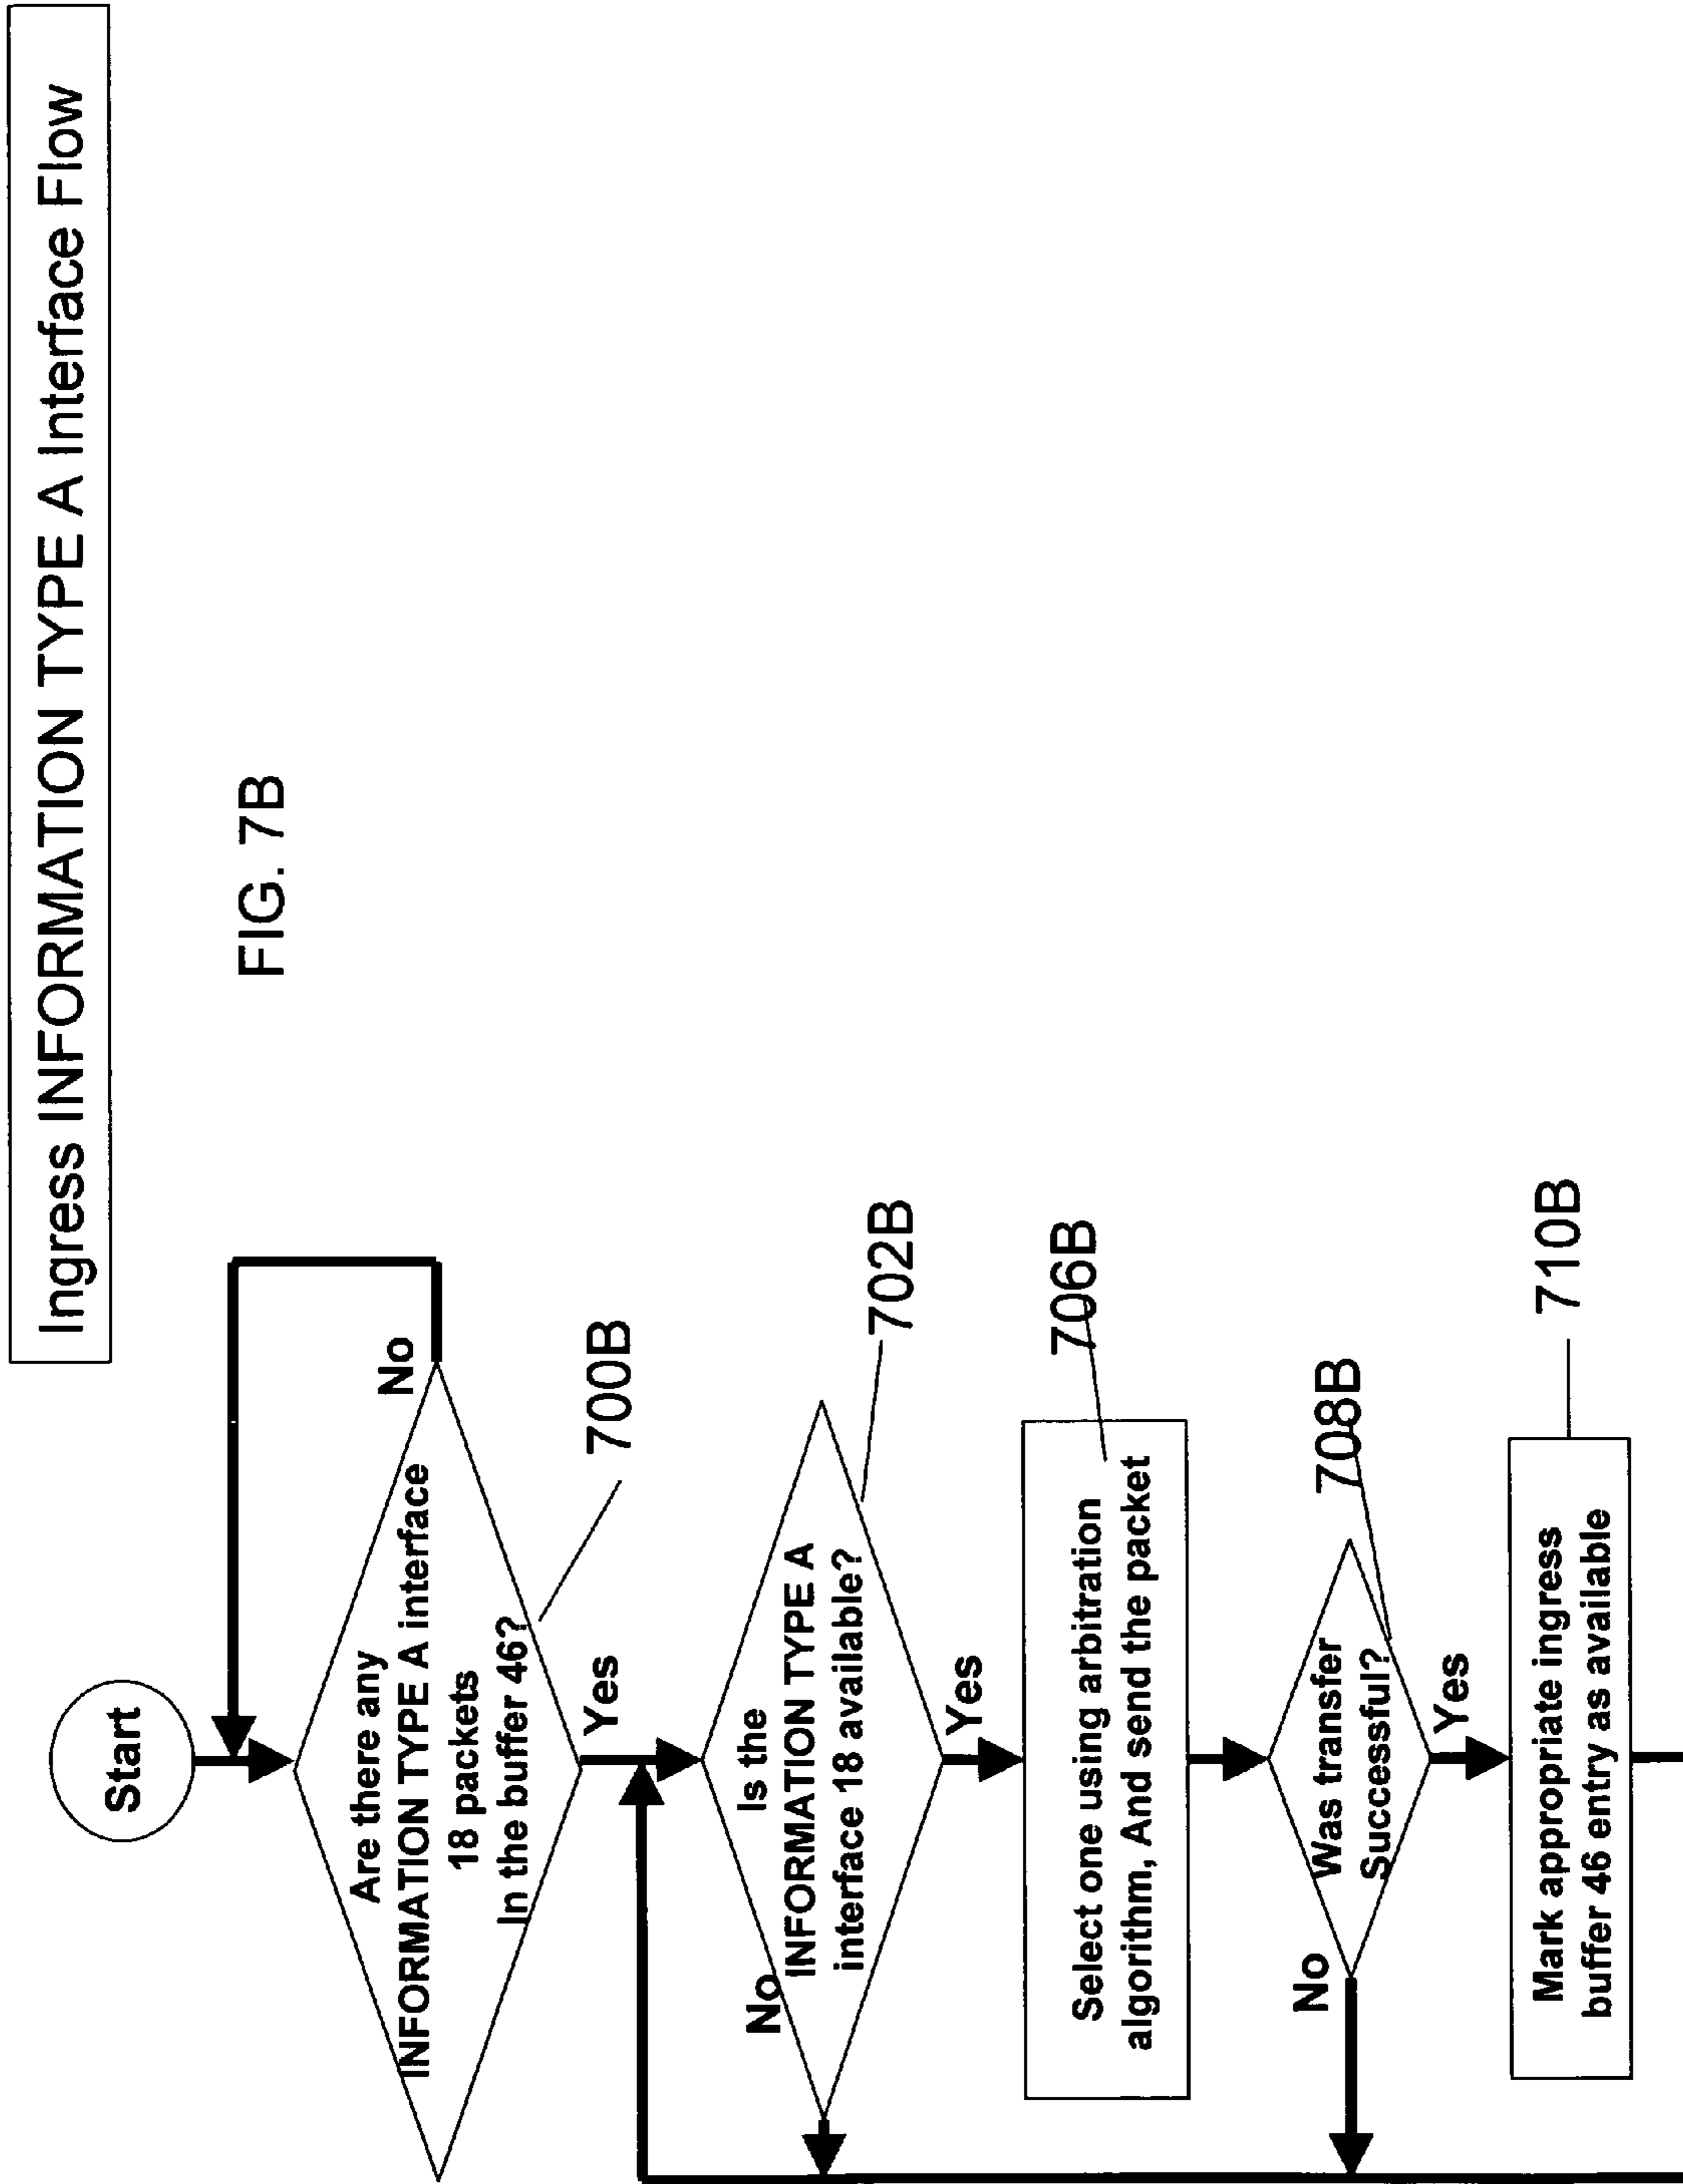 Ingress INFORMATION TYPE A Interface Flow
FIG. 7B
Start
Are there any
INFORMATION TYPE A interface
18 packets
In the buffer 46?
No
700B
Yes
Is the
INFORMATION TYPE A
interface 18 available?
No
702B
Yes
Select one using arbitration
algorithm, And send the packet
706B
Was transfer
Successful?
No
708B
Yes
Mark appropriate ingress
buffer 46 entry as available
710B